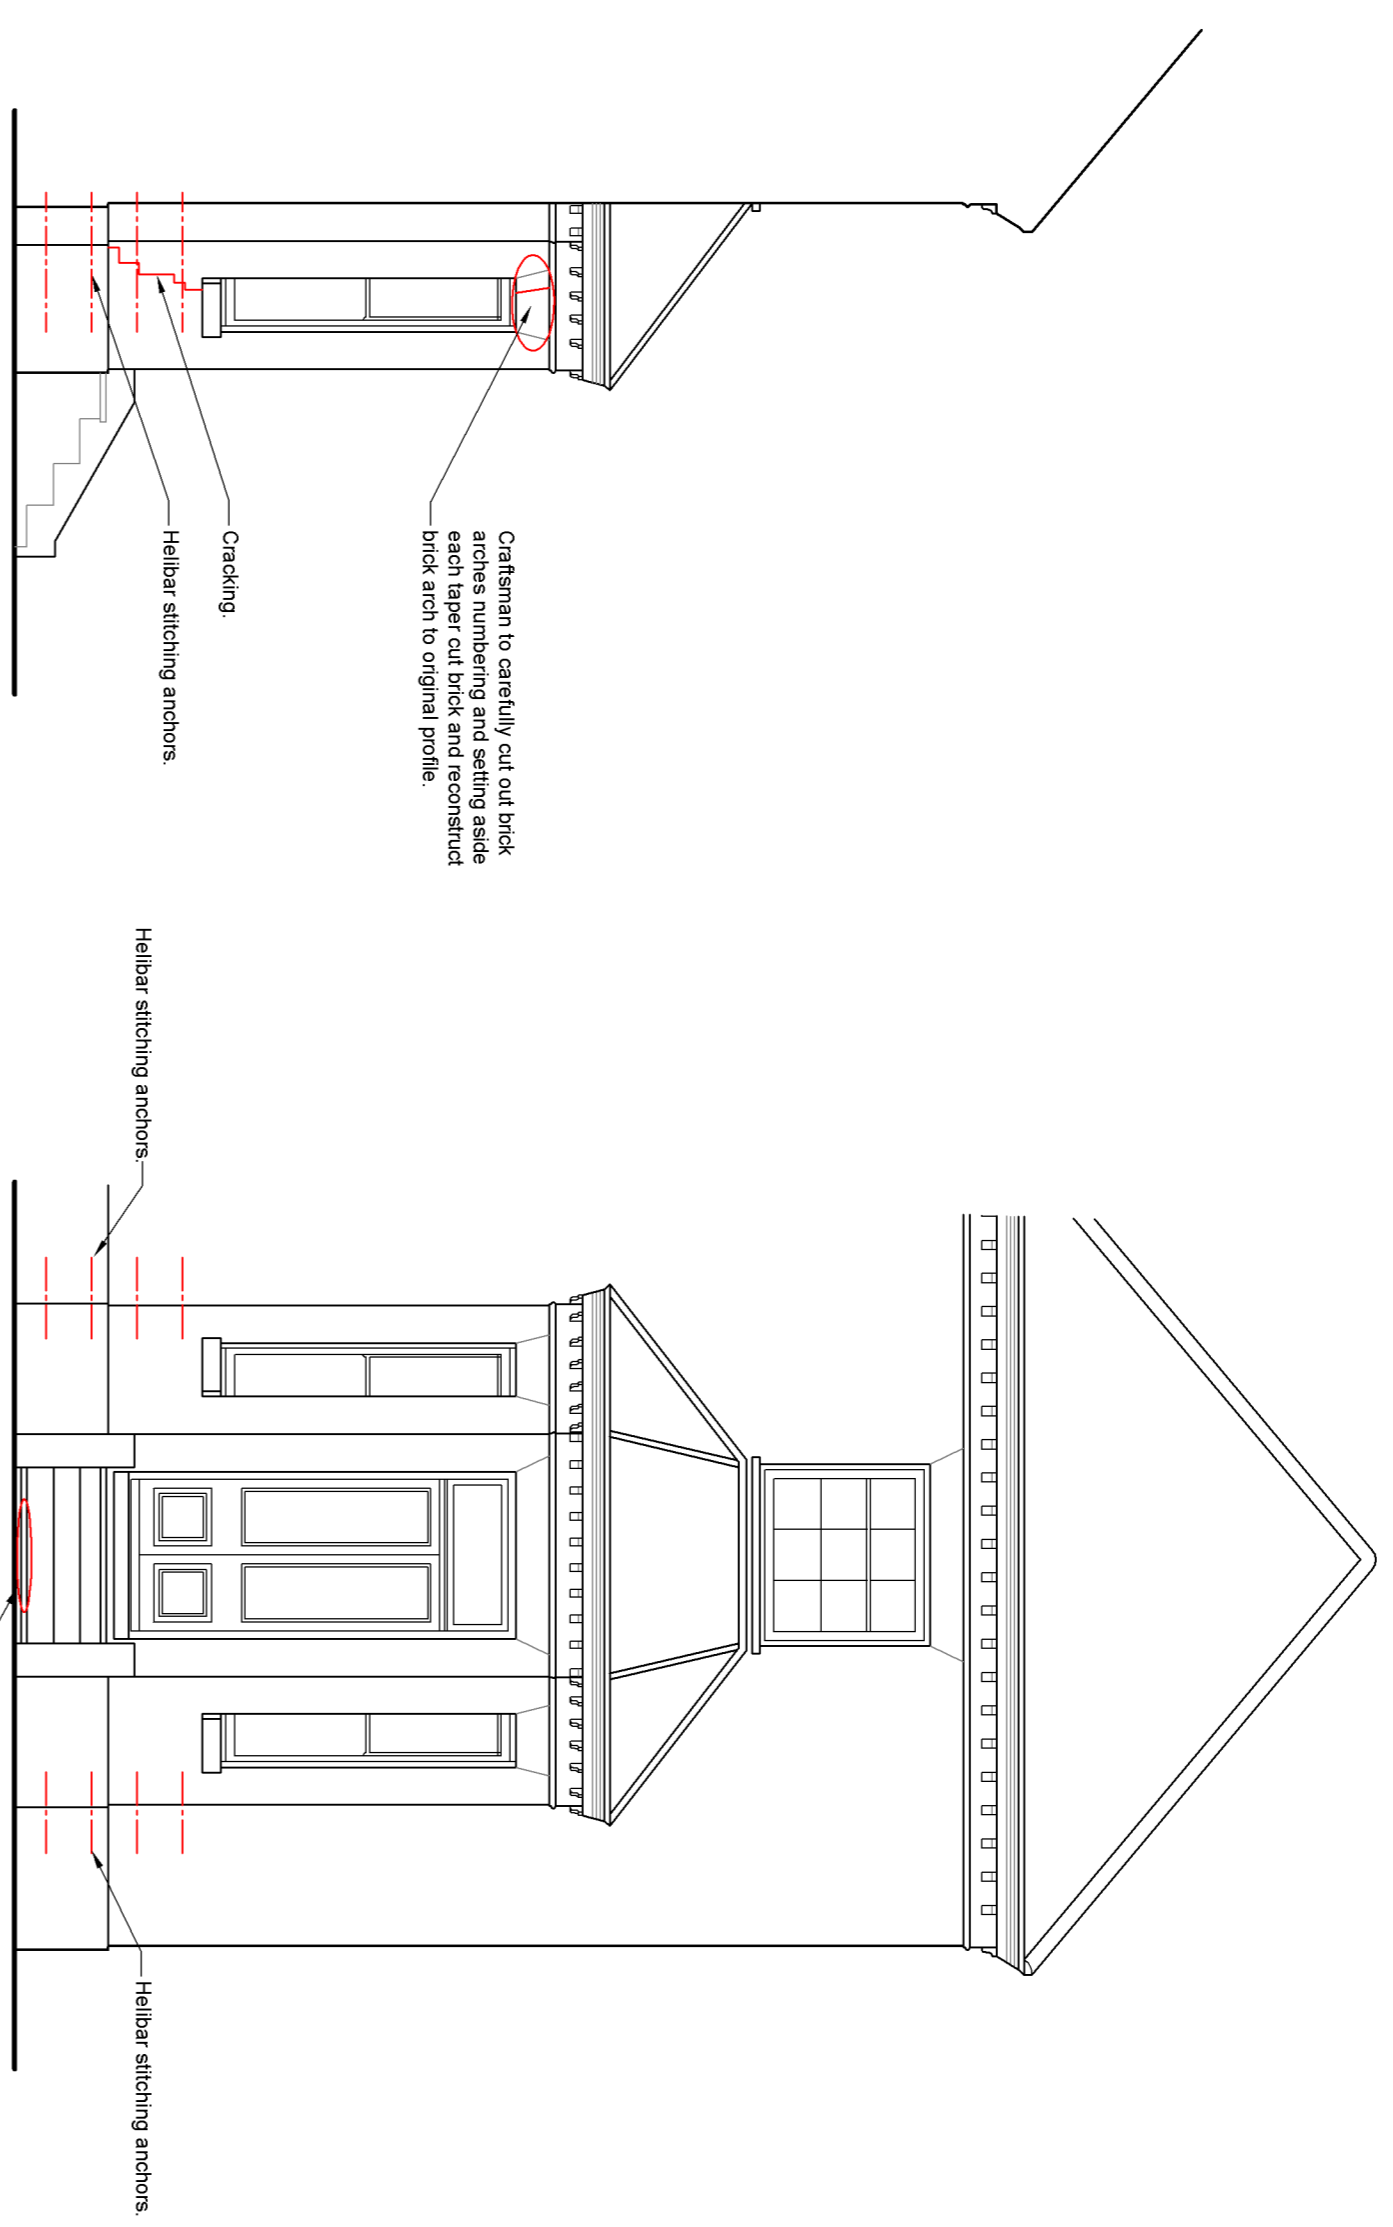 Craftsman to carefully cut out brick
arches numbering and setting aside
each taper cut brick and reconstruct
brick arch to original profile.
Cracking.
Helibar stitching anchors.
Helibar stitching anchors.
Helibar stitching anchors.